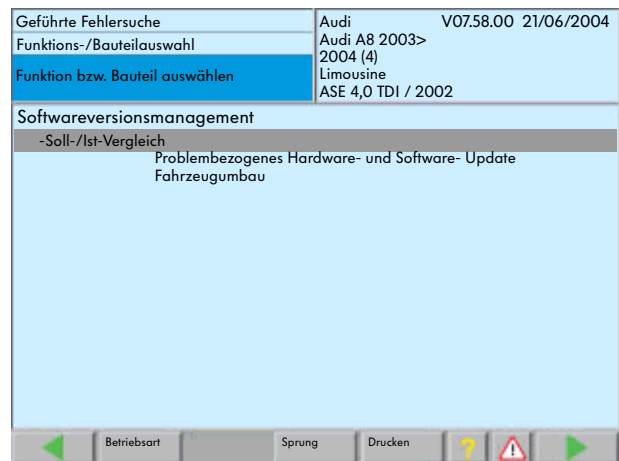 Geführte Fehlersuche
Funktions-/Bauteilauswahl
Funktion bzw. Bauteil auswählen
Audi V07.58.00 21/06/2004
Audi A8 2003>
2004 (4)
Limousine
ASE 4,0 TDI / 2002
Softwareversionsmanagement
-Soll-/Ist-Vergleich
Problembezogenes Hardware- und Software- Update
Fahrzeugumbau
Betriebsart Sprung Drucken ?